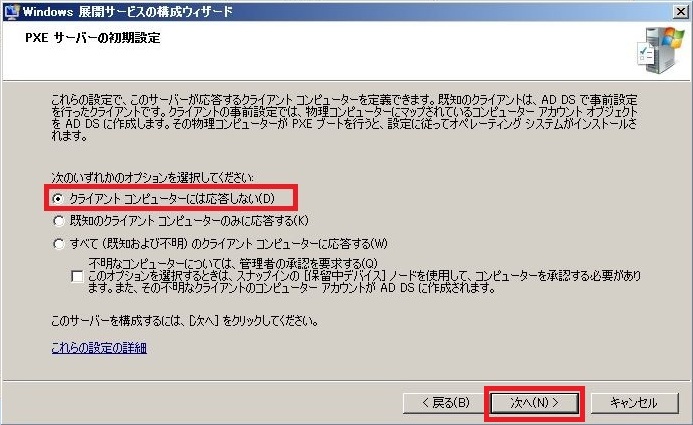 Windows 展開サービスの構成ウィザード
PXE サーバーの初期設定
これらの設定で、このサーバーが応答するクライアント コンピューターを定義できます。既知のクライアントは、AD DS で事前設定
を行ったクライアントです。クライアントの事前設定では、物理コンピューターにマップされているコンピューター アカウント オブジェクト
を AD DS に作成します。その物理コンピューターが PXE ブートを行うと、設定に従ってオペレーティング システムがインストールさ
れます。
次のいずれかのオプションを選択してください:
クライアント コンピューターには応答しない(D)
既知のクライアント コンピューターのみに応答する(K)
すべて (既知および不明) のクライアント コンピューターに応答する(W)
不明なコンピューターについては、管理者の承認を要求する(Q)
このオプションを選択するときは、スナップインの [保留中デバイス] ノードを使用して、コンピューターを承認する必要があり
ます。また、その不明なクライアントのコンピューター アカウントが AD DS に作成されます。
このサーバーを構成するには、[次へ] をクリックしてください。
これらの設定の詳細
< 戻る(B)
次へ(N) >
キャンセル